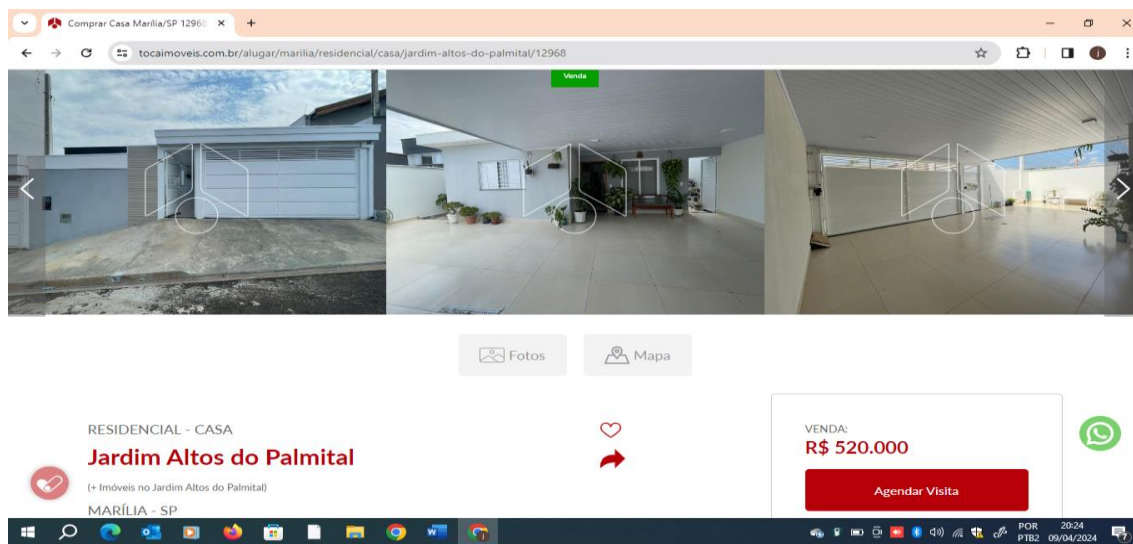 Comprar Casa Marília/SP 1296
tocaimoveis.com.br/alugar/marilia/residencial/casa/jardim-altos-do-palmital/12968
Venda
Fotos
Mapa
RESIDENCIAL - CASA
Jardim Altos do Palmital
(+ Imóveis no Jardim Altos do Palmital)
MARÍLIA - SP
VENDA:
R$ 520.000
Agendar Visita
POR
PTB2
20:24
09/04/2024